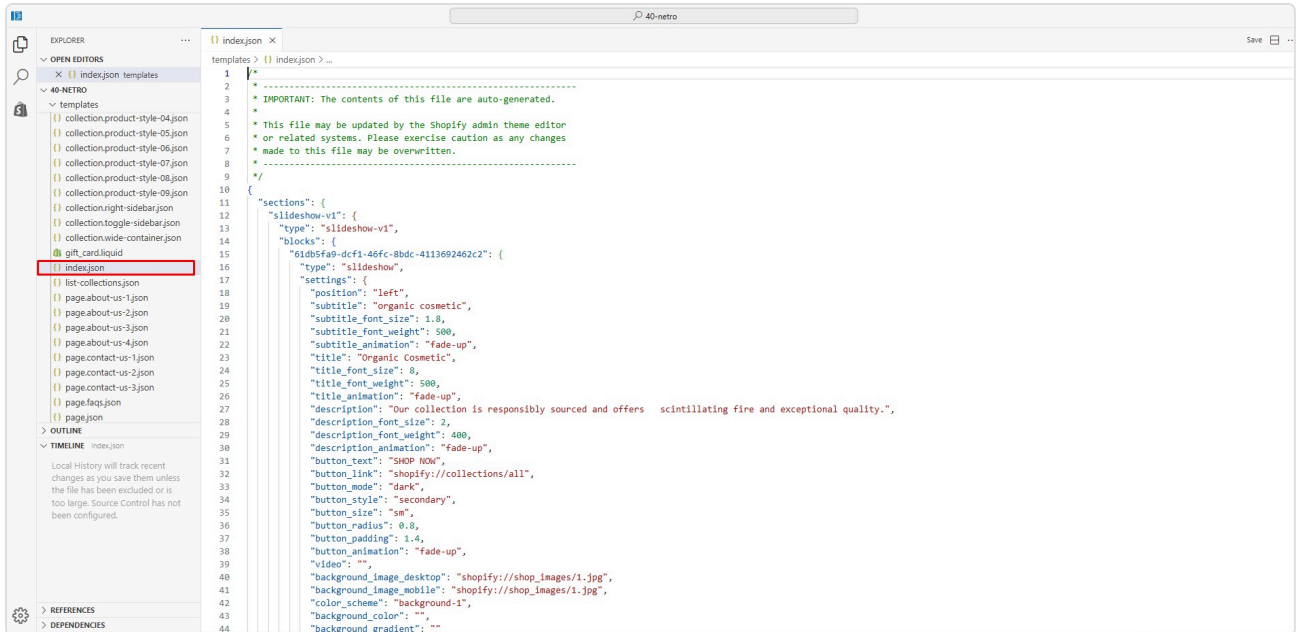 40-netro
EXPLORER ...
OPEN EDITORS
{} index.json templates
40-NETRO
templates
{} collection.product-style-04.json
{} collection.product-style-05.json
{} collection.product-style-06.json
{} collection.product-style-07.json
{} collection.product-style-08.json
{} collection.product-style-09.json
{} collection.right-sidebar.json
{} collection.toggle-sidebar.json
{} collection.wide-container.json
gift_card.liquid
{} index.json
{} list-collections.json
{} page.about-us-1.json
{} page.about-us-2.json
{} page.about-us-3.json
{} page.about-us-4.json
{} page.contact-us-1.json
{} page.contact-us-2.json
{} page.contact-us-3.json
{} page.faqs.json
{} page.json
OUTLINE
TIMELINE index.json
Local History will track recent
changes as you save them unless
the file has been excluded or is
too large. Source Control has not
been configured.
REFERENCES
DEPENDENCIES
{} index.json
Save
templates > {} index.json > ...
1 /*
2 * ------------------------------------------------------------
3 * IMPORTANT: The contents of this file are auto-generated.
4 *
5 * This file may be updated by the Shopify admin theme editor
6 * or related systems. Please exercise caution as any changes
7 * made to this file may be overwritten.
8 * ------------------------------------------------------------
9 */
10 {
11 "sections": {
12 "slideshow-v1": {
13 "type": "slideshow-v1",
14 "blocks": {
15 "61db5fa9-dcf1-46fc-8bdc-4113692462c2": {
16 "type": "slideshow",
17 "settings": {
18 "position": "left",
19 "subtitle": "organic cosmetic",
20 "subtitle_font_size": 1.8,
21 "subtitle_font_weight": 500,
22 "subtitle_animation": "fade-up",
23 "title": "Organic Cosmetic",
24 "title_font_size": 8,
25 "title_font_weight": 500,
26 "title_animation": "fade-up",
27 "description": "Our collection is responsibly sourced and offers   scintillating fire and exceptional quality.",
28 "description_font_size": 2,
29 "description_font_weight": 400,
30 "description_animation": "fade-up",
31 "button_text": "SHOP NOW",
32 "button_link": "shopify://collections/all",
33 "button_mode": "dark",
34 "button_style": "secondary",
35 "button_size": "sm",
36 "button_radius": 0.8,
37 "button_padding": 1.4,
38 "button_animation": "fade-up",
39 "video": "",
40 "background_image_desktop": "shopify://shop_images/1.jpg",
41 "background_image_mobile": "shopify://shop_images/1.jpg",
42 "color_scheme": "background-1",
43 "background_color": "",
44 "background_gradient": ""